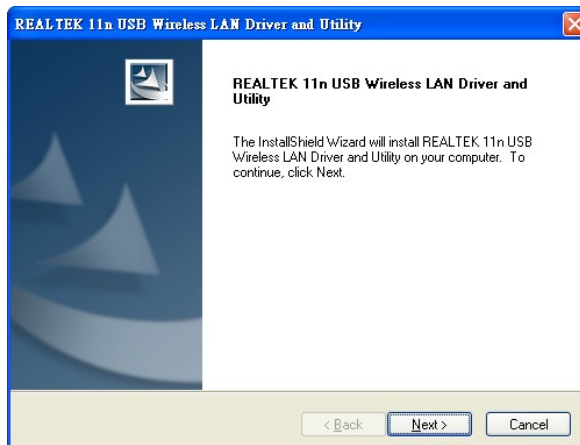 REALTEK 11n USB Wireless LAN Driver and Utility
REALTEK 11n USB Wireless LAN Driver and
Utility
The InstallShield Wizard will install REALTEK 11n USB
Wireless LAN Driver and Utility on your computer. To
continue, click Next.
< Back
Next >
Cancel